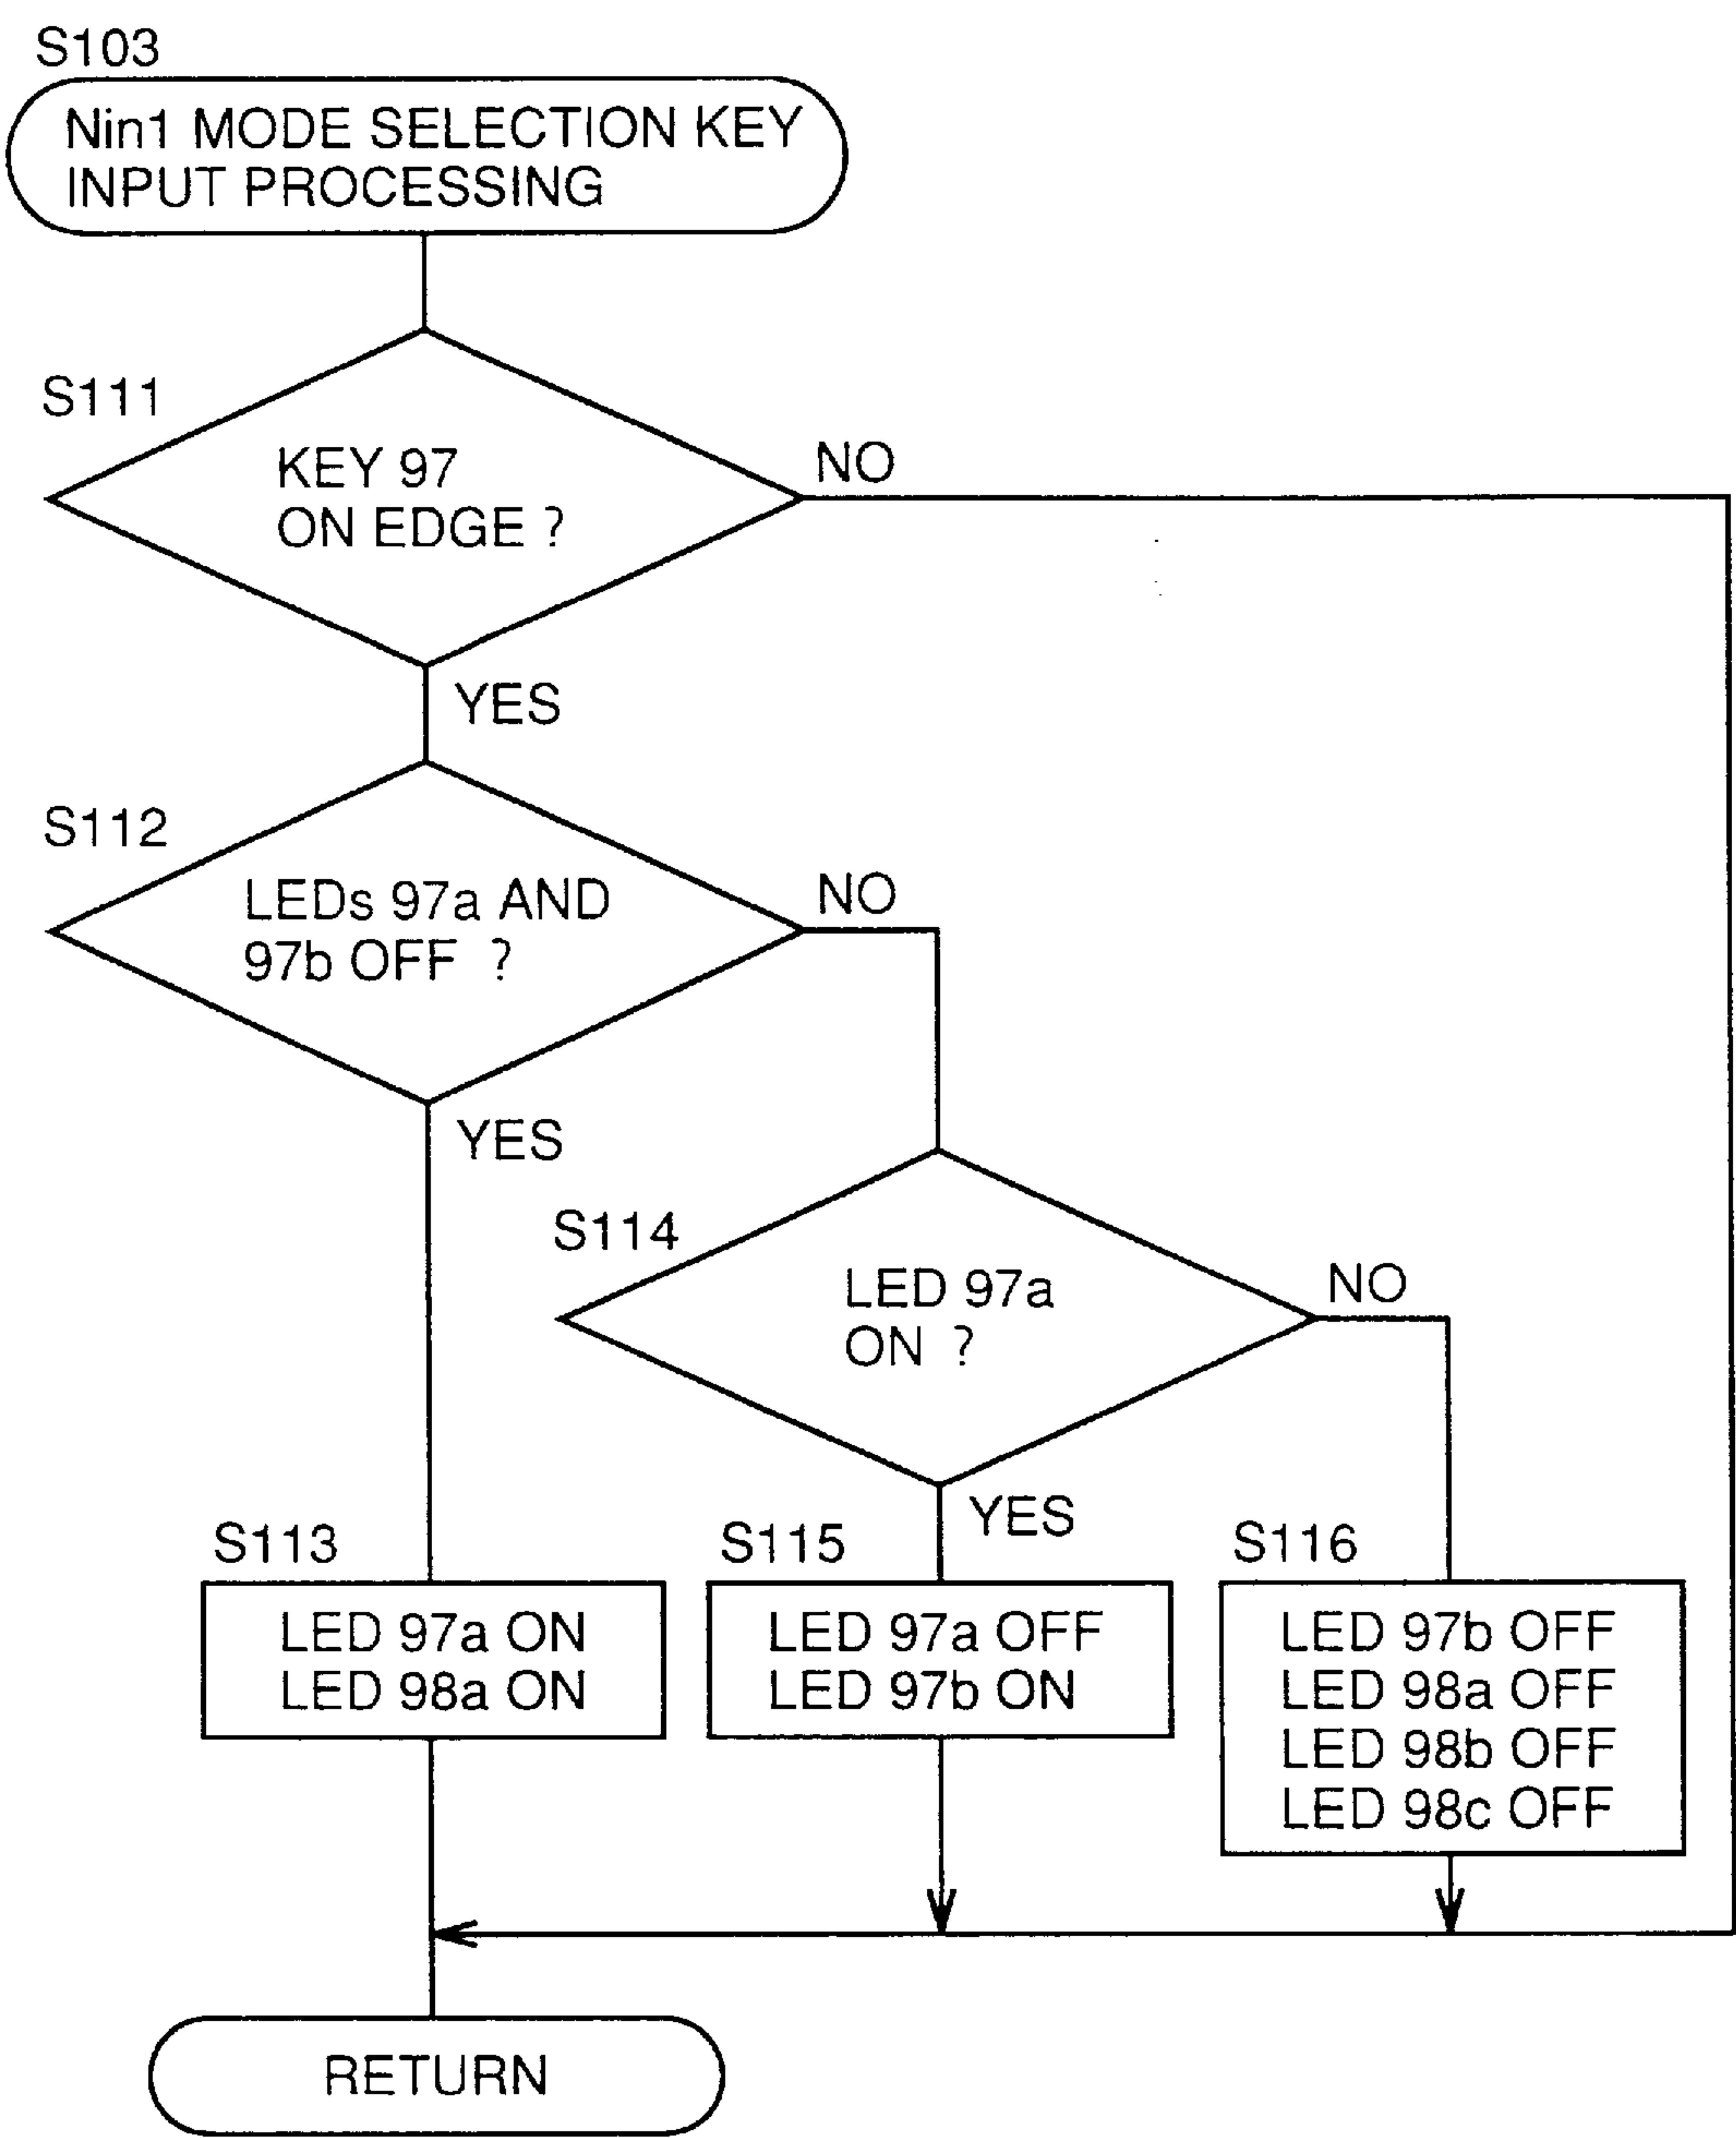 S103
Nin1 MODE SELECTION KEY
INPUT PROCESSING
S111
KEY 97
ON EDGE ?
NO
YES
S112
LEDs 97a AND
97b OFF ?
NO
YES
S114
LED 97a
ON ?
NO
YES
S113
LED 97a ON
LED 98a ON
S115
LED 97a OFF
LED 97b ON
S116
LED 97b OFF
LED 98a OFF
LED 98b OFF
LED 98c OFF
RETURN